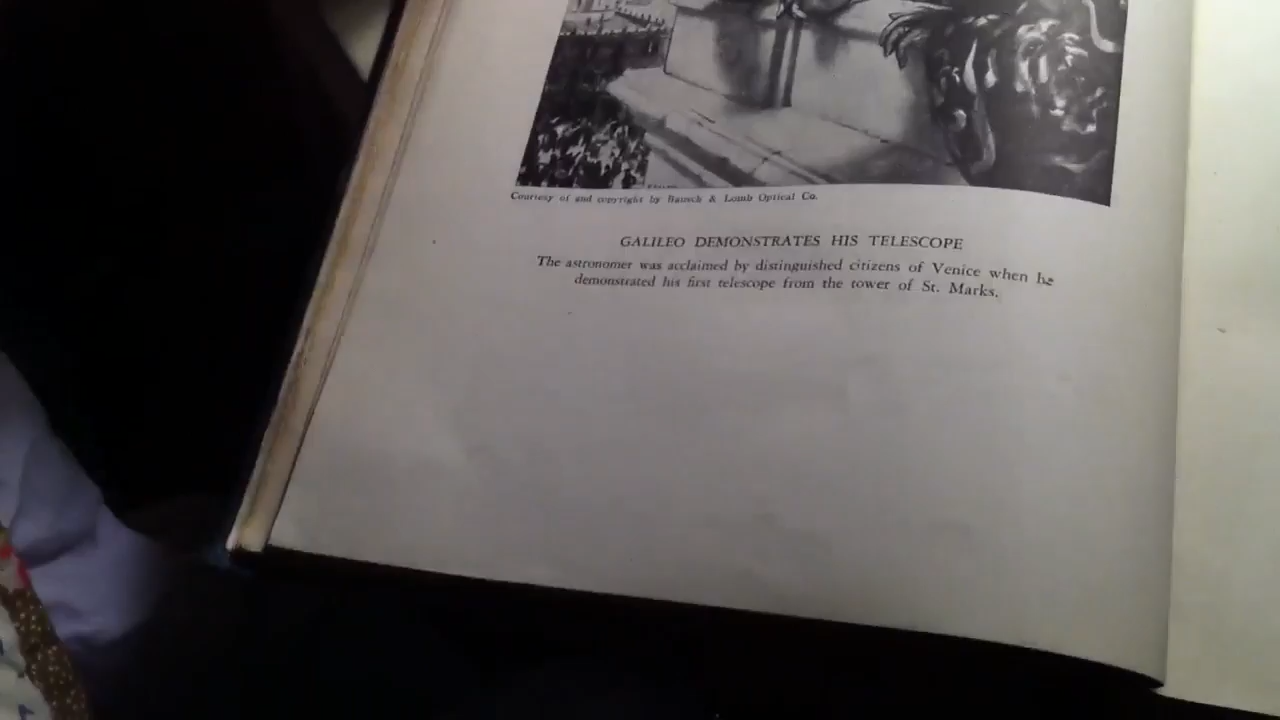 Courtesy of and copyright by Bausch & Lomb Optical Co.
GALILEO DEMONSTRATES HIS TELESCOPE
The astronomer was acclaimed by distinguished citizens of Venice when he
demonstrated his first telescope from the tower of St. Marks.